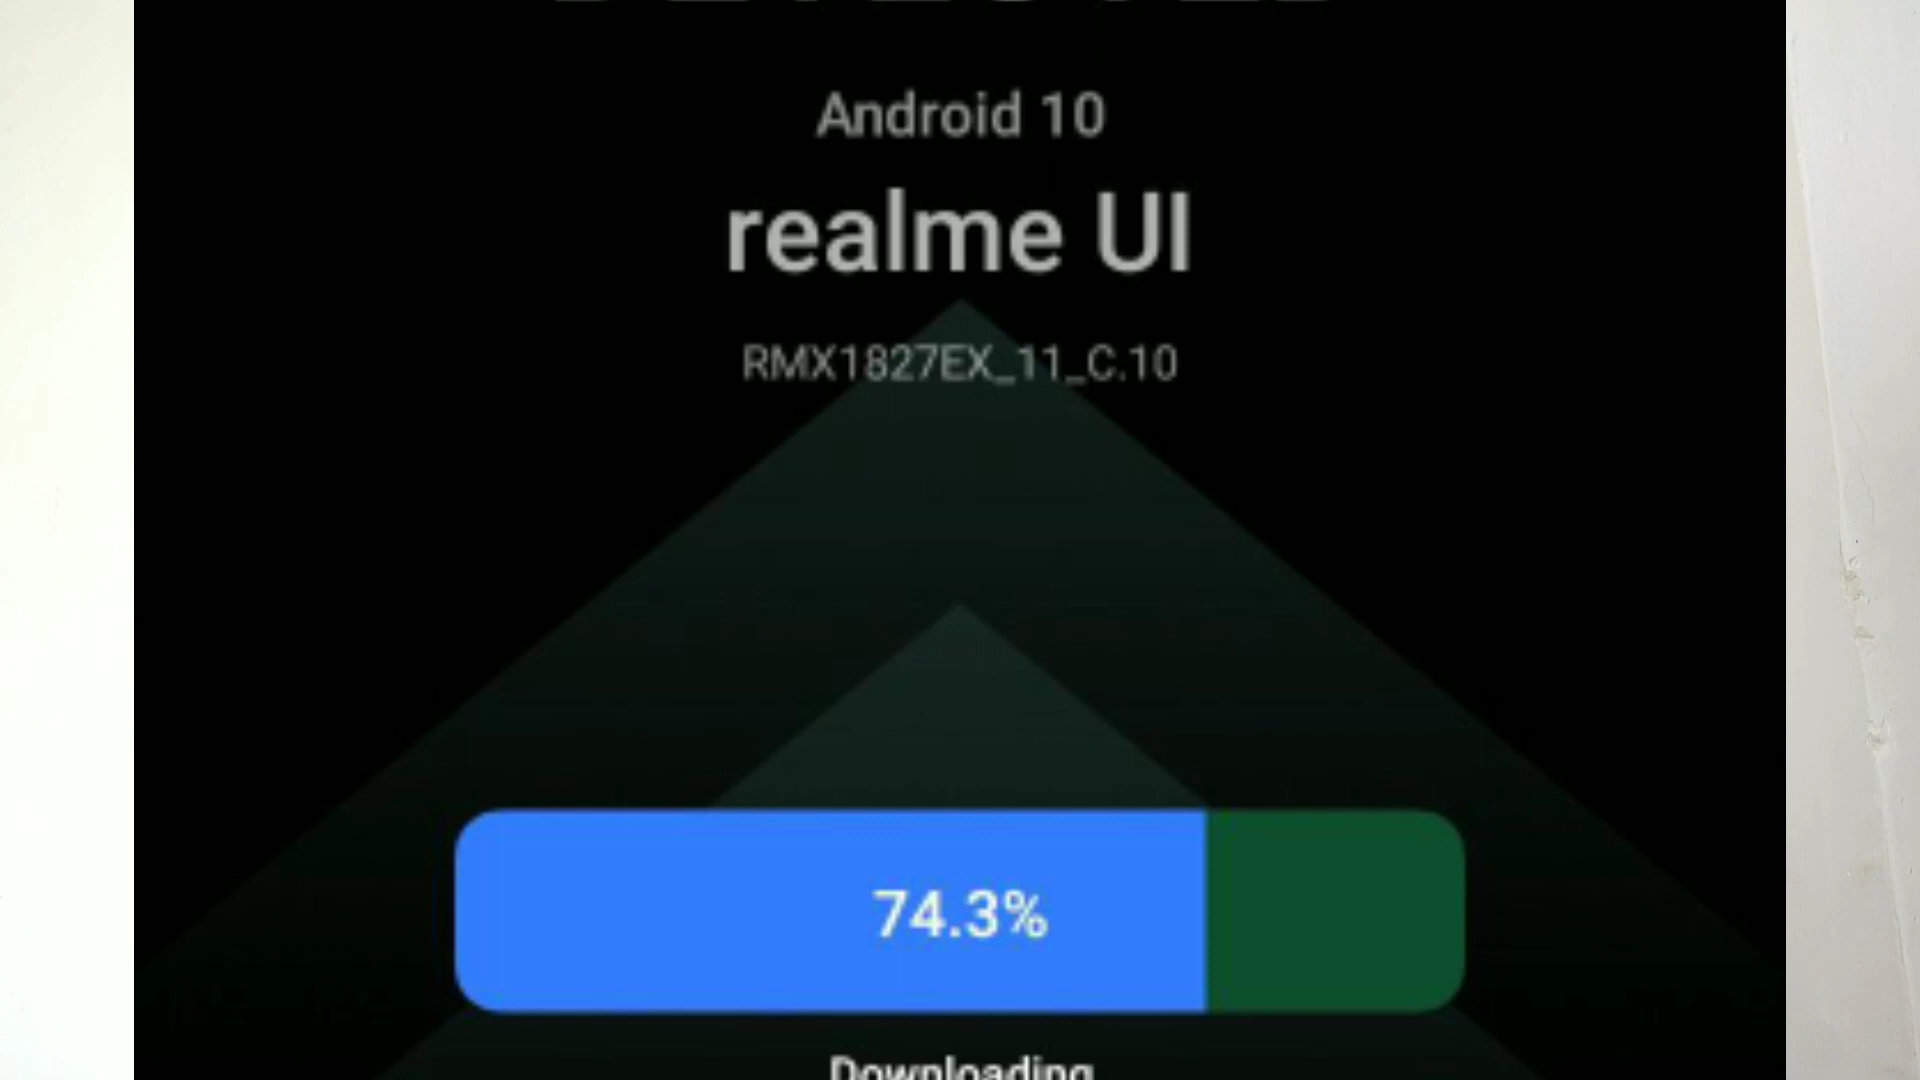 Android 10
realme UI
RMX1827EX_11_C.10
74.3%
Downloading